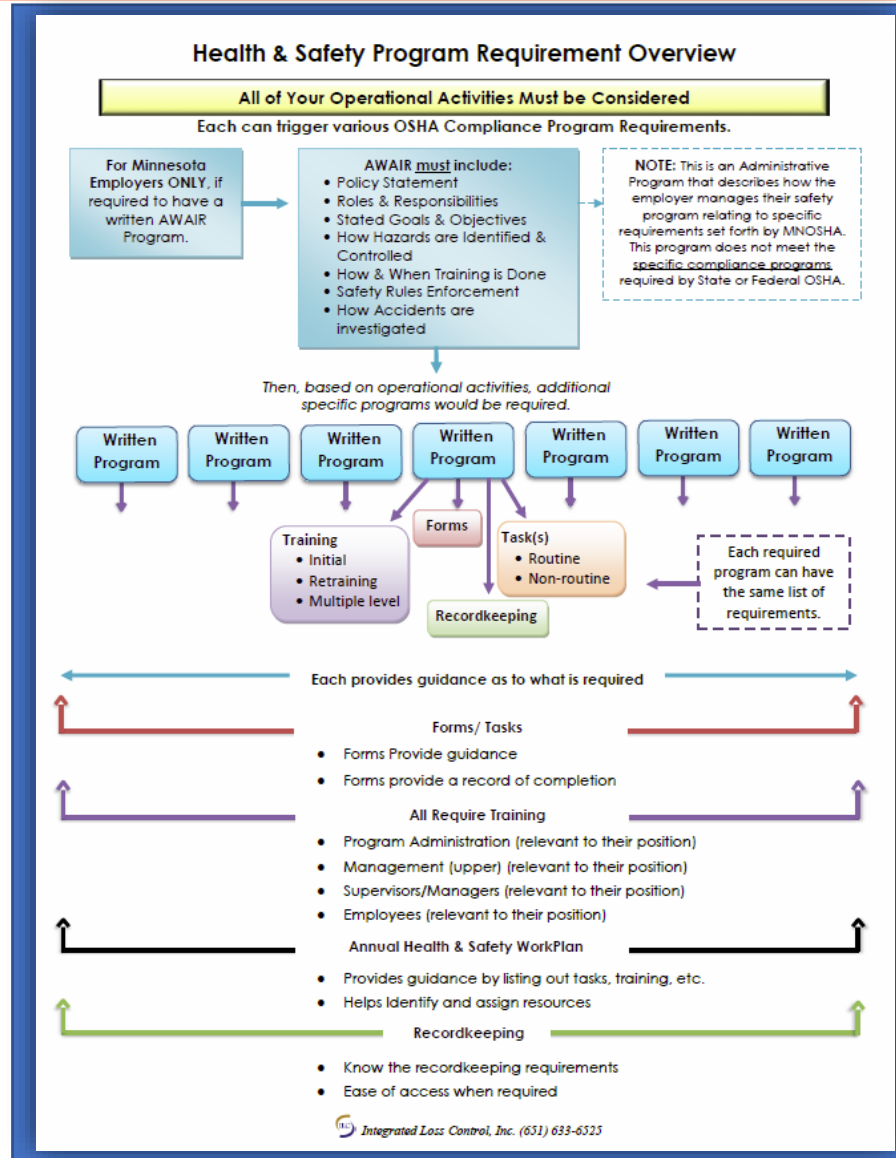 Health & Safety Program Requirement Overview
All of Your Operational Activities Must be Considered
Each can trigger various OSHA Compliance Program Requirements.
For Minnesota
Employers ONLY, if
required to have a
written AWAIR
Program.
AWAIR must include:
• Policy Statement
• Roles & Responsibilities
• Stated Goals & Objectives
• How Hazards are Identified &
Controlled
• How & When Training is Done
• Safety Rules Enforcement
• How Accidents are
investigated
NOTE: This is an Administrative
Program that describes how the
employer manages their safety
program relating to specific
requirements set forth by MNOSHA.
This program does not meet the
specific compliance programs
required by State or Federal OSHA.
Then, based on operational activities, additional
specific programs would be required.
Written
Program
Written
Program
Written
Program
Written
Program
Written
Program
Written
Program
Written
Program
Training
• Initial
• Retraining
• Multiple level
Forms
Recordkeeping
Task(s)
• Routine
• Non-routine
Each required
program can have
the same list of
requirements.
Each provides guidance as to what is required
Forms/ Tasks
• Forms Provide guidance
• Forms provide a record of completion
All Require Training
• Program Administration (relevant to their position)
• Management (upper) (relevant to their position)
• Supervisors/Managers (relevant to their position)
• Employees (relevant to their position)
Annual Health & Safety WorkPlan
• Provides guidance by listing out tasks, training, etc.
• Helps Identify and assign resources
Recordkeeping
• Know the recordkeeping requirements
• Ease of access when required
ILC Integrated Loss Control, Inc. (651) 633-6525